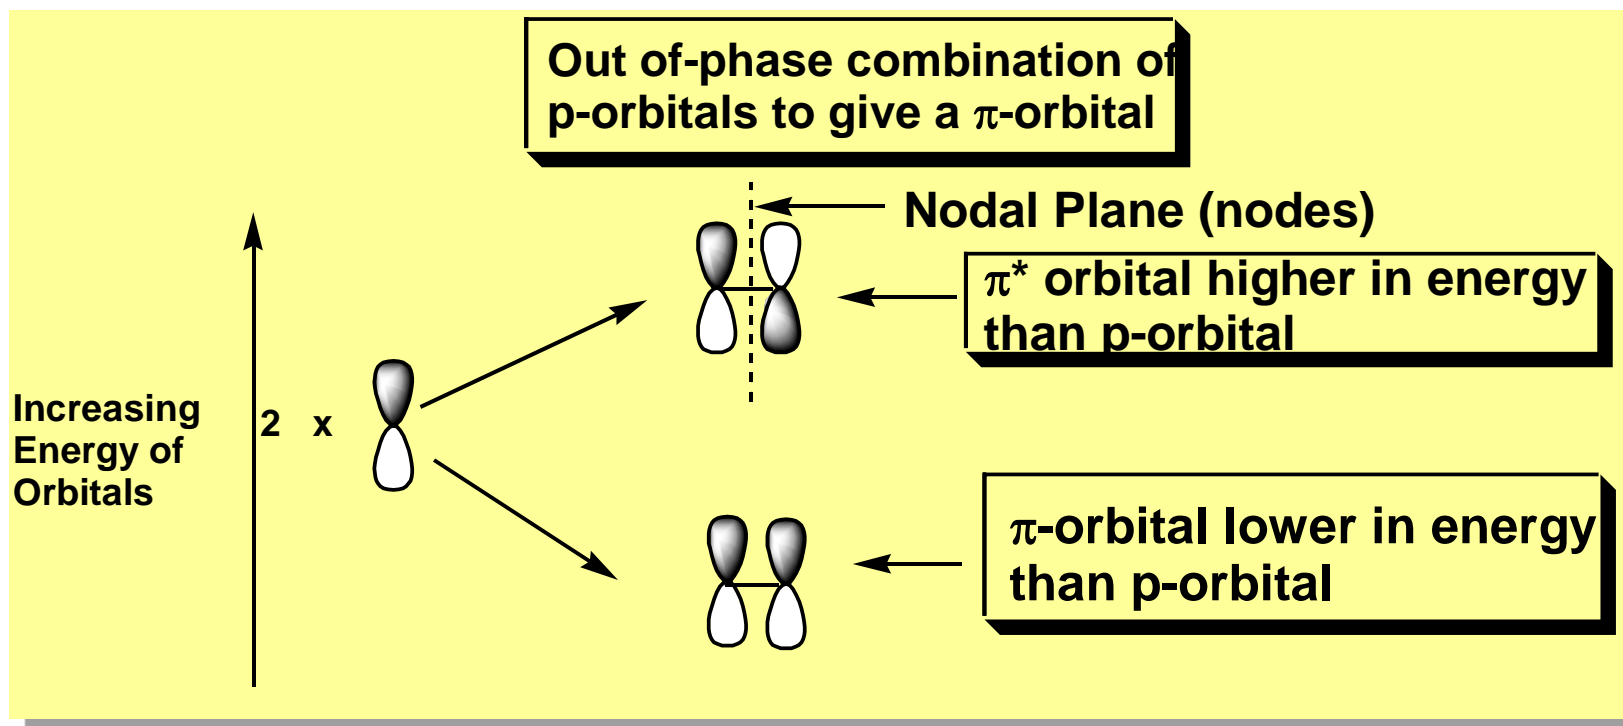 Out of-phase combination of
p-orbitals to give a π-orbital
Nodal Plane (nodes)
π* orbital higher in energy
than p-orbital
Increasing
Energy of
Orbitals
2 x
π-orbital lower in energy
than p-orbital